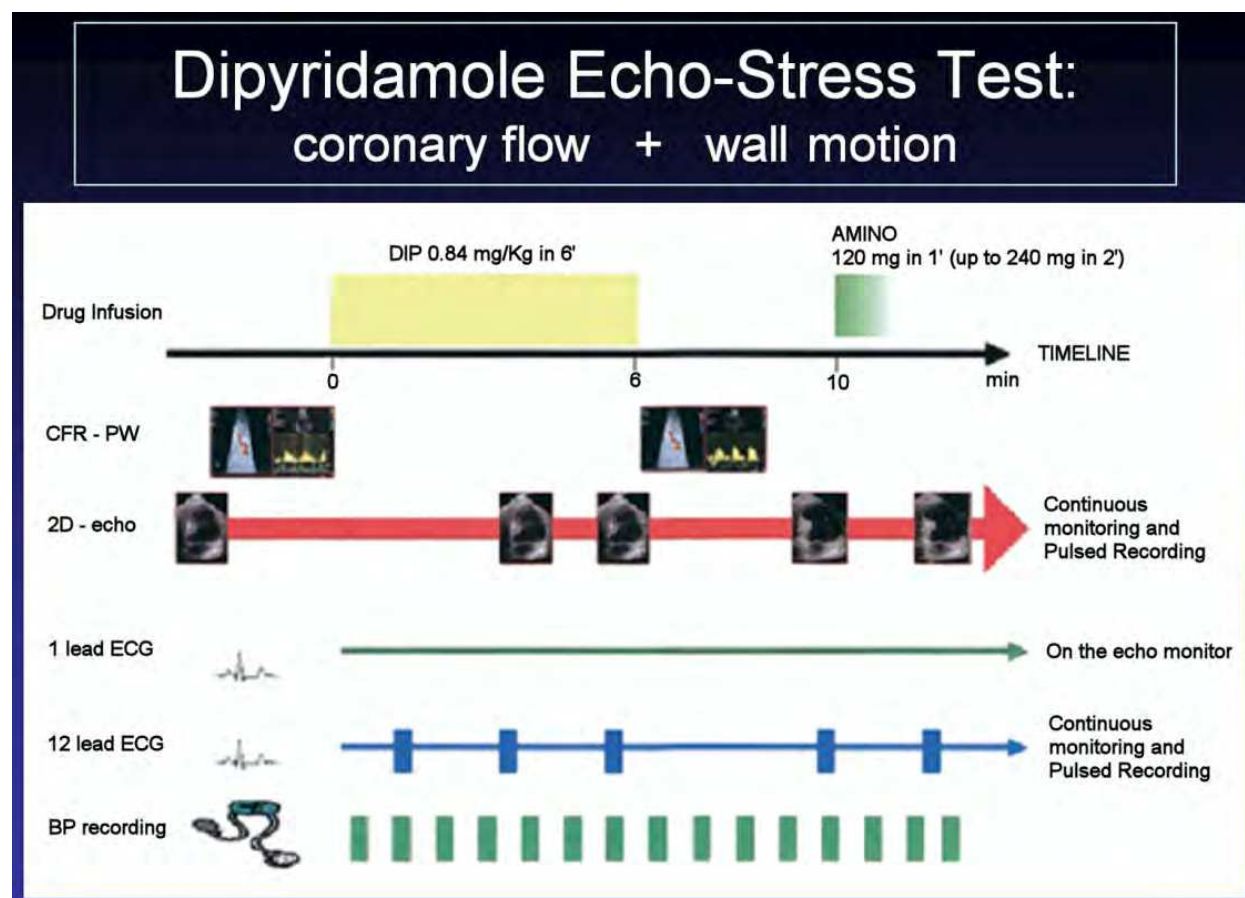 Dipyridamole Echo-Stress Test:
coronary flow + wall motion
DIP 0.84 mg/Kg in 6'
AMINO
120 mg in 1' (up to 240 mg in 2')
Drug Infusion
TIMELINE
0
6
10
min
CFR - PW
2D - echo
Continuous
monitoring and
Pulsed Recording
1 lead ECG
On the echo monitor
12 lead ECG
Continuous
monitoring and
Pulsed Recording
BP recording